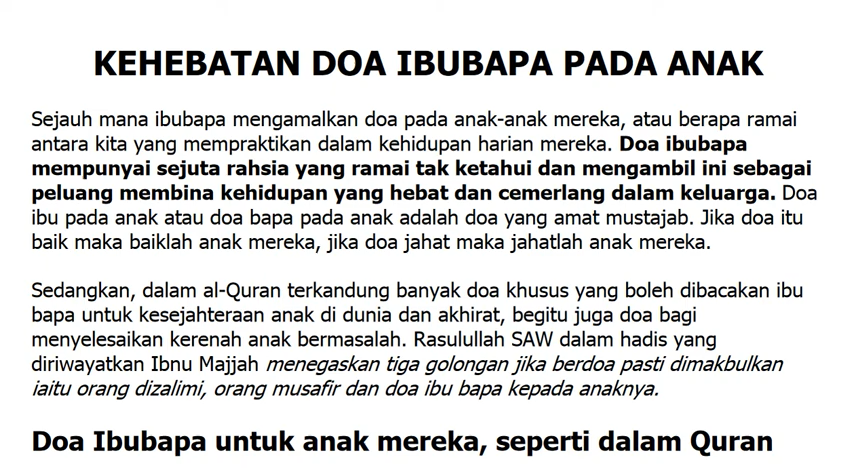 KEHEBATAN DOA IBUBAPA PADA ANAK
Sejauh mana ibubapa mengamalkan doa pada anak-anak mereka, atau berapa ramai
antara kita yang mempraktikan dalam kehidupan harian mereka. Doa ibubapa
mempunyai sejuta rahsia yang ramai tak ketahui dan mengambil ini sebagai
peluang membina kehidupan yang hebat dan cemerlang dalam keluarga. Doa
ibu pada anak atau doa bapa pada anak adalah doa yang amat mustajab. Jika doa itu
baik maka baiklah anak mereka, jika doa jahat maka jahatlah anak mereka.
Sedangkan, dalam al-Quran terkandung banyak doa khusus yang boleh dibacakan ibu
bapa untuk kesejahteraan anak di dunia dan akhirat, begitu juga doa bagi
menyelesaikan kerenah anak bermasalah. Rasulullah SAW dalam hadis yang
diriwayatkan Ibnu Majjah menegaskan tiga golongan jika berdoa pasti dimakbulkan
iaitu orang dizalimi, orang musafir dan doa ibu bapa kepada anaknya.
Doa Ibubapa untuk anak mereka, seperti dalam Quran